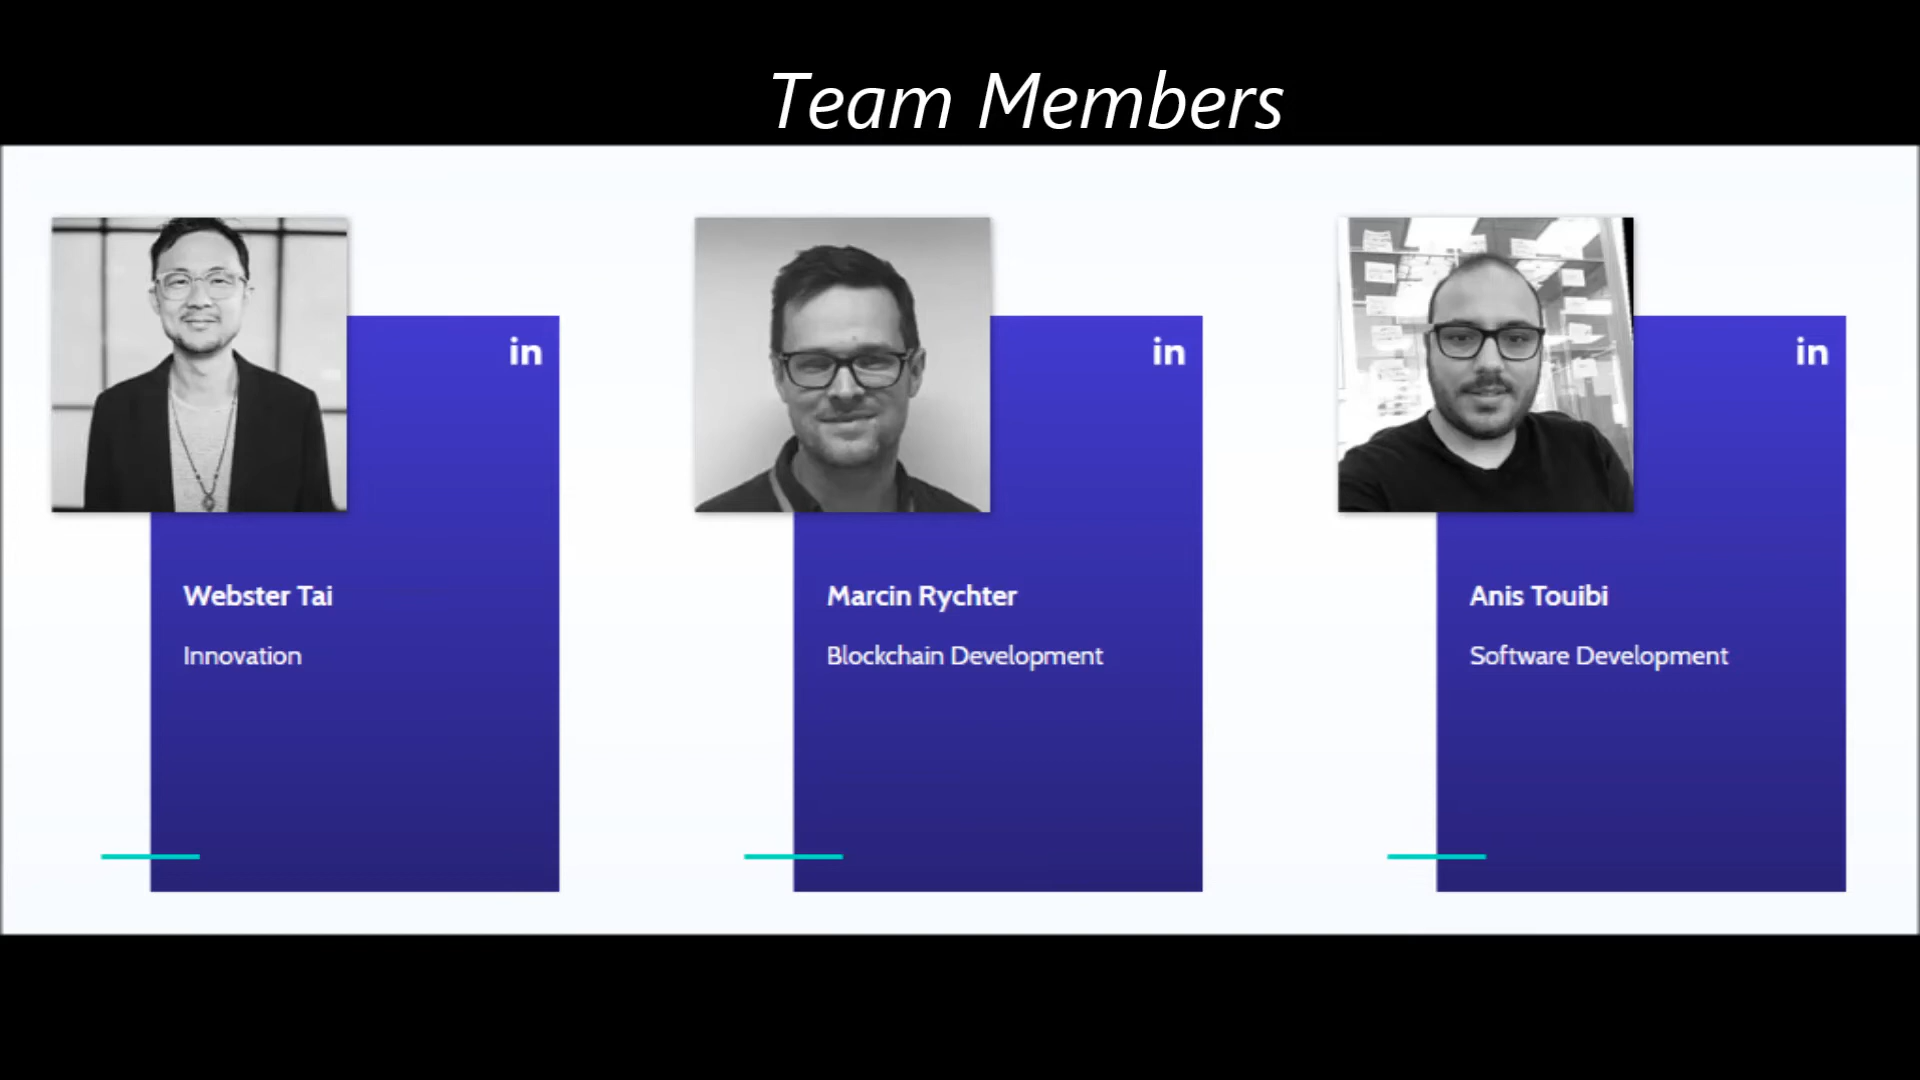 Team Members
in
in
in
Webster Tai
Innovation
Marcin Rychter
Blockchain Development
Anis Touibi
Software Development